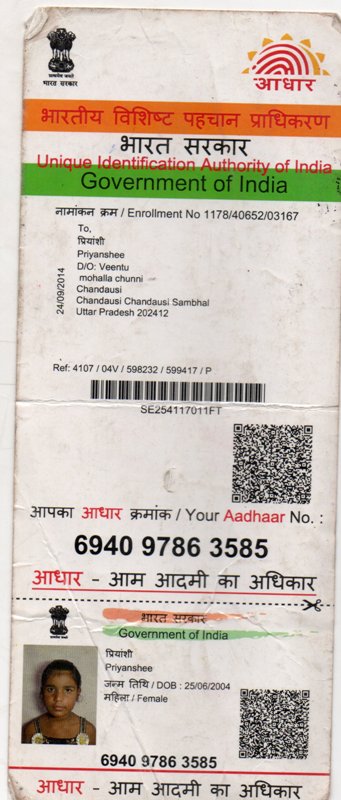 भारत सरकार
आधार
भारतीय विशिष्ट पहचान प्राधिकरण
भारत सरकार
Unique Identification Authority of India
Government of India
नामांकन क्रम / Enrollment No 1178/40652/03167
To,
प्रियांशी
Priyanshee
D/O: Veentu
mohalla chunni
Chandausi
Chandausi Chandausi Sambhal
Uttar Pradesh 202412
24/09/2014
Ref: 4107 / 04V / 598232 / 599417 / P
SE254117011FT
आपका आधार क्रमांक / Your Aadhaar No. :
6940 9786 3585
आधार - आम आदमी का अधिकार
भारत सरकार
Government of India
प्रियांशी
Priyanshee
जन्म तिथि / DOB : 25/06/2004
महिला / Female
6940 9786 3585
आधार - आम आदमी का अधिकार